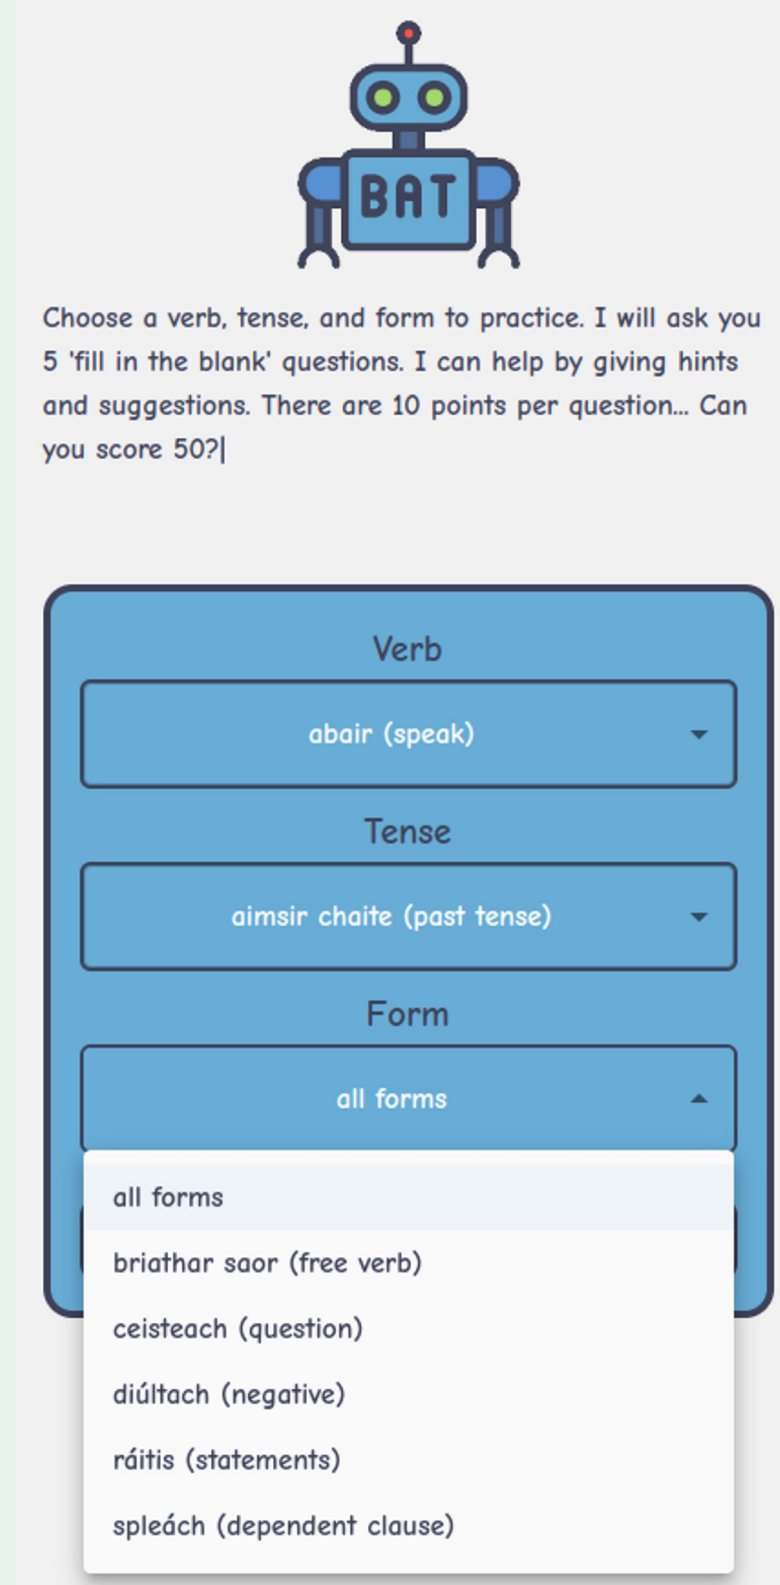 BAT
Choose a verb, tense, and form to practice. I will ask you
5 'fill in the blank' questions. I can help by giving hints
and suggestions. There are 10 points per question... Can
you score 50?|
Verb
abair (speak)
Tense
aimsir chaite (past tense)
Form
all forms
all forms
briathar saor (free verb)
ceisteach (question)
diúltach (negative)
ráitis (statements)
spleách (dependent clause)